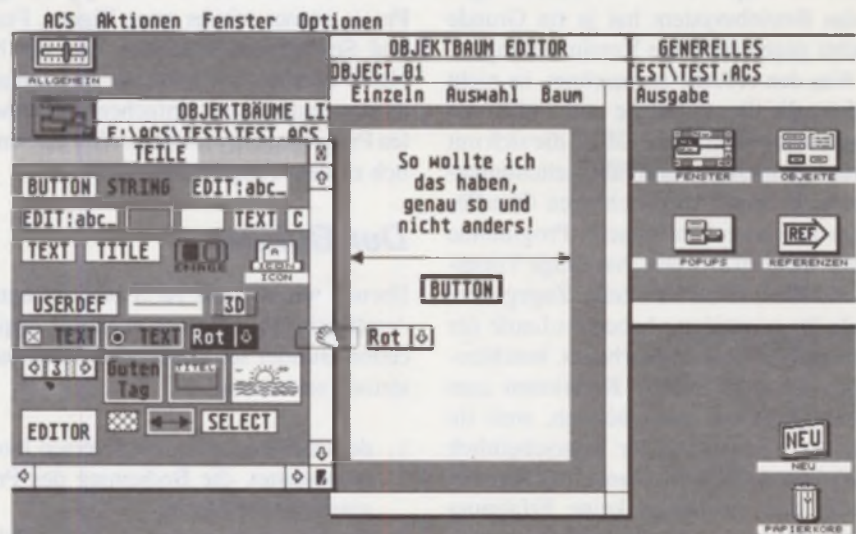 ACS Aktionen Fenster Optionen
OBJEKTBAUM EDITOR
GENERELLES
ALLGEMEIN
OBJECT_01
TEST\TEST.ACS
Einzeln Auswahl Baum
Ausgabe
OBJEKTBÄUME LI
E:\ACS\TEST\TEST.ACS
TEILE
So wollte ich
das haben,
genau so und
nicht anders!
BUTTON
BUTTON STRING EDIT:abc_
EDIT:abc_ TEXT C
TEXT TITLE IMAGE ICON
ICON
USERDEF 3D
TEXT TEXT Rot
Rot
3 Guten
Tag
TITEL
EDITOR SELECT
FENSTER
OBJEKTE
POPUPS
REF
REFERENZEN
NEU
NEU
PAPIERKORB